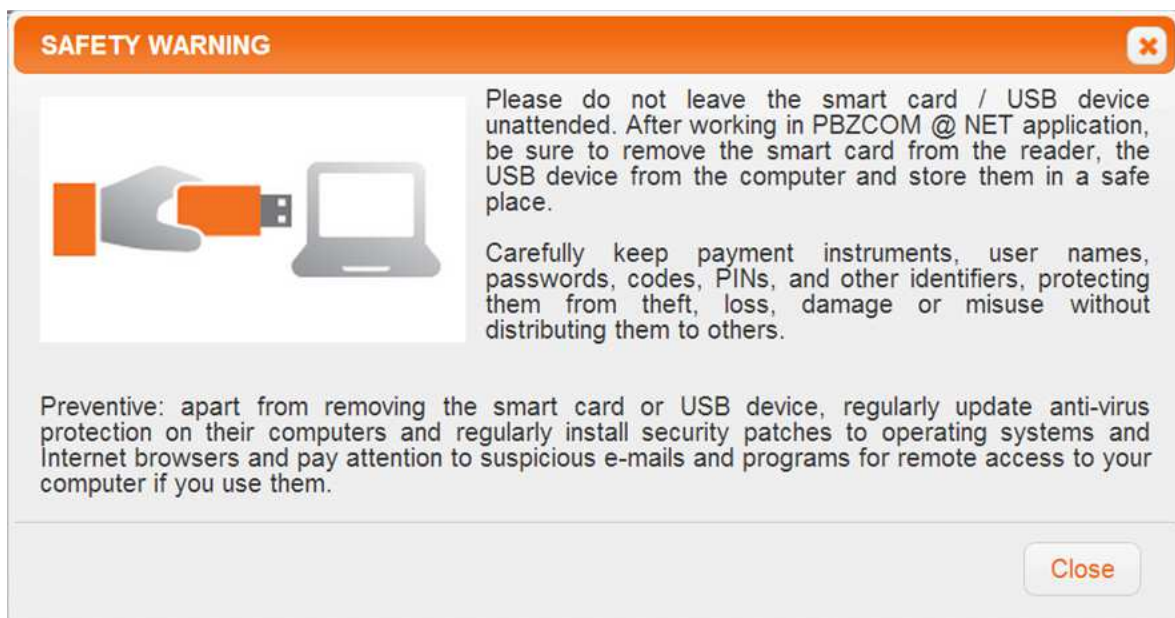 SAFETY WARNING
Please do not leave the smart card / USB device
unattended. After working in PBZCOM @ NET application,
be sure to remove the smart card from the reader, the
USB device from the computer and store them in a safe
place.
Carefully keep payment instruments, user names,
passwords, codes, PINs, and other identifiers, protecting
them from theft, loss, damage or misuse without
distributing them to others.
Preventive: apart from removing the smart card or USB device, regularly update anti-virus
protection on their computers and regularly install security patches to operating systems and
Internet browsers and pay attention to suspicious e-mails and programs for remote access to your
computer if you use them.
Close